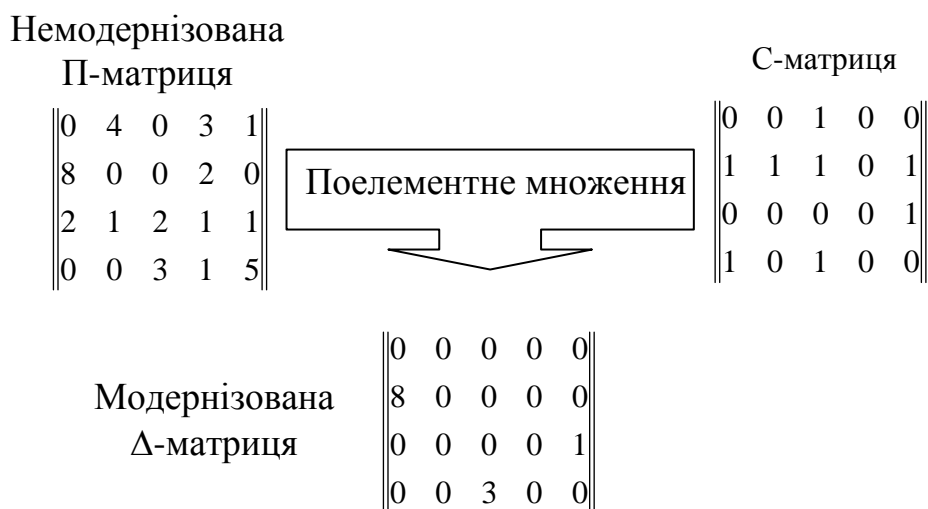 Немодернізована
П-матриця
0 4 0 3 1
8 0 0 2 0
2 1 2 1 1
0 0 3 1 5
Поелементне множення
С-матриця
0 0 1 0 0
1 1 1 0 1
0 0 0 0 1
1 0 1 0 0
Модернізована
Δ-матриця
0 0 0 0 0
8 0 0 0 0
0 0 0 0 1
0 0 3 0 0